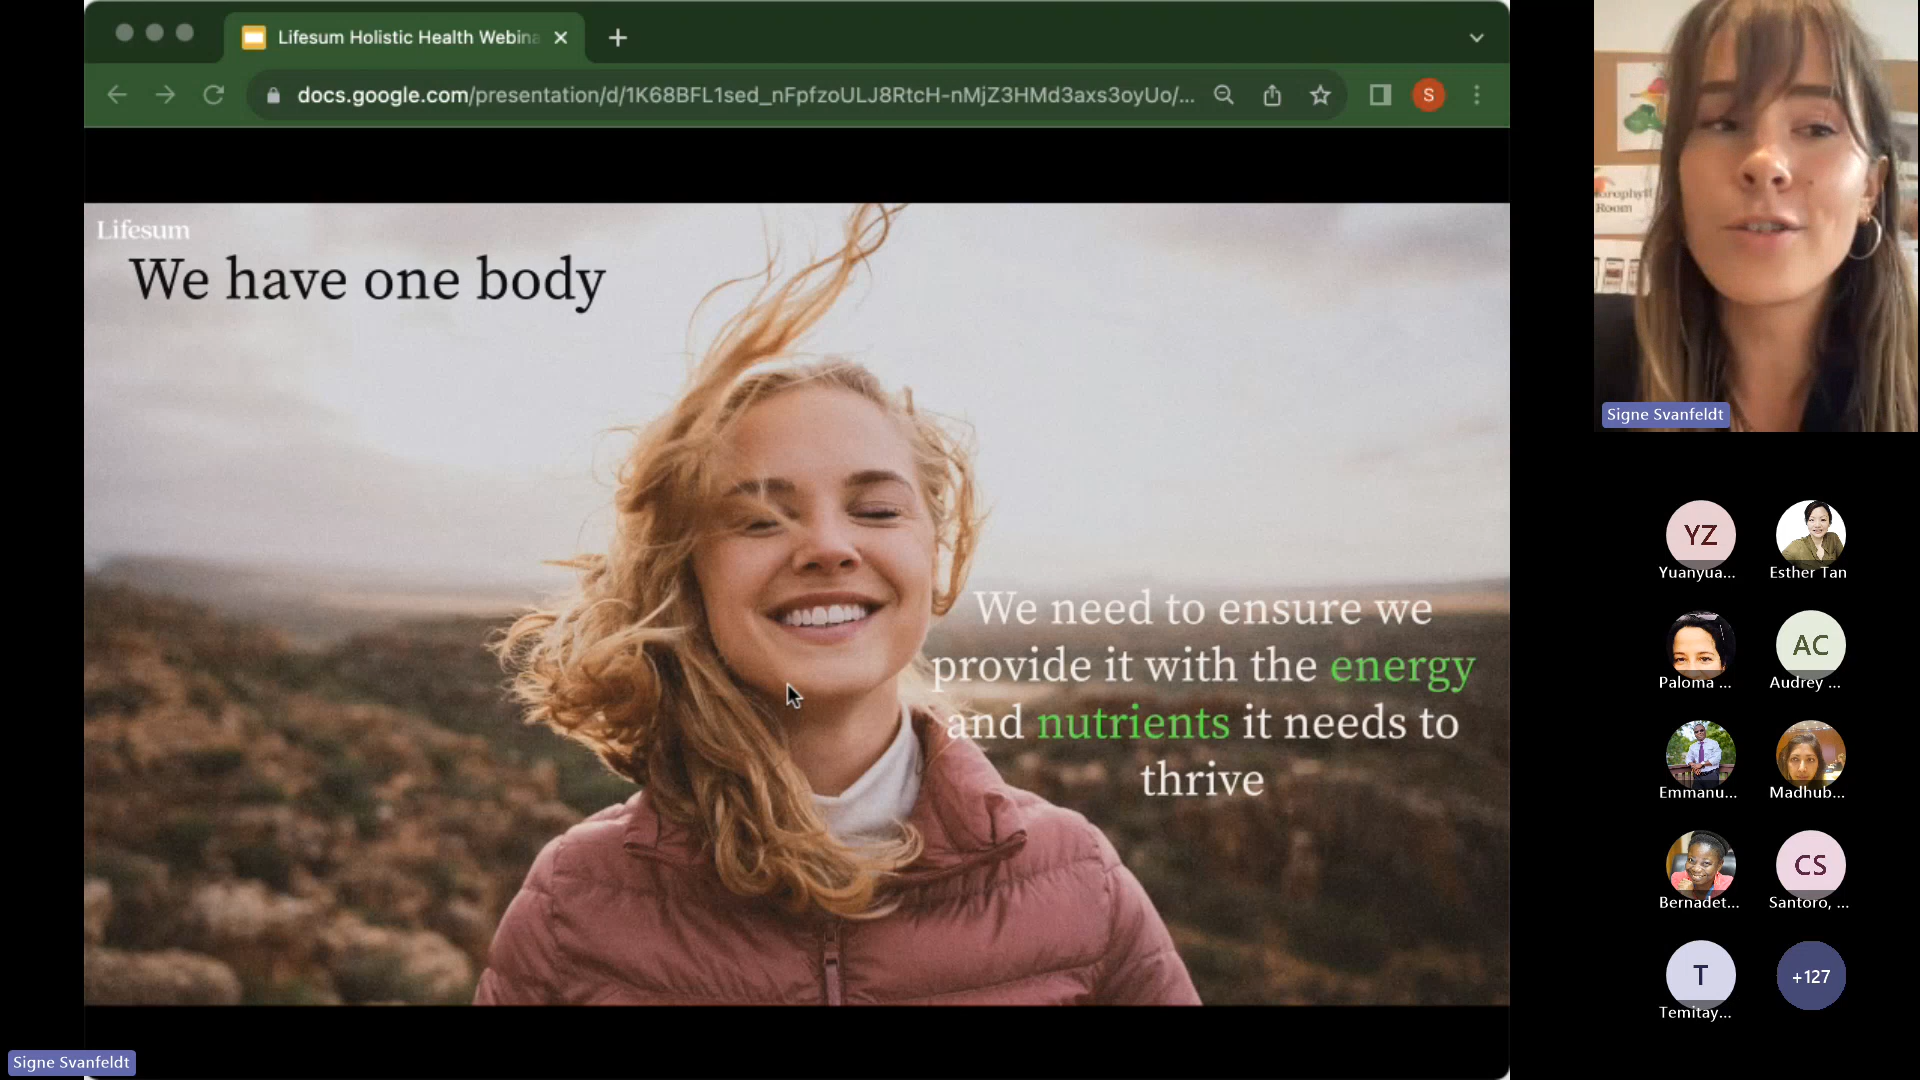 Lifesum Holistic Health Webina
docs.google.com/presentation/d/1K68BFL1sed_nFpfzoULJ8RtcH-nMjZ3HMd3axs3oyUo/...
S
Lifesum
We have one body
We need to ensure we
provide it with the energy
and nutrients it needs to
thrive
Signe Svanfeldt
Room
Signe Svanfeldt
YZ
Yuanyua...
Esther Tan
Paloma ...
AC
Audrey ...
Emmanu...
Madhub...
Bernadet...
CS
Santoro, ...
T
Temitay...
+127